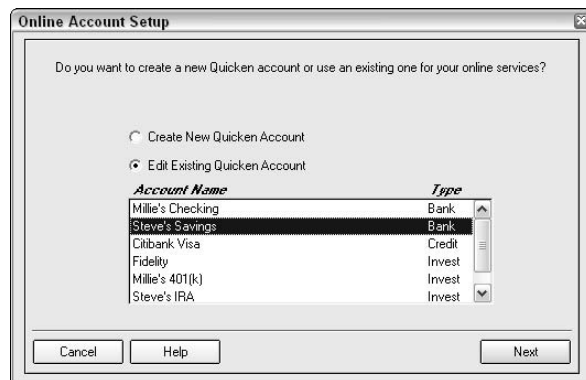 Online Account Setup
Do you want to create a new Quicken account or use an existing one for your online services?
Create New Quicken Account
Edit Existing Quicken Account
Account Name Type
Millie's Checking Bank
Steve's Savings Bank
Citibank Visa Credit
Fidelity Invest
Millie's 401(k) Invest
Steve's IRA Invest
Cancel Help Next